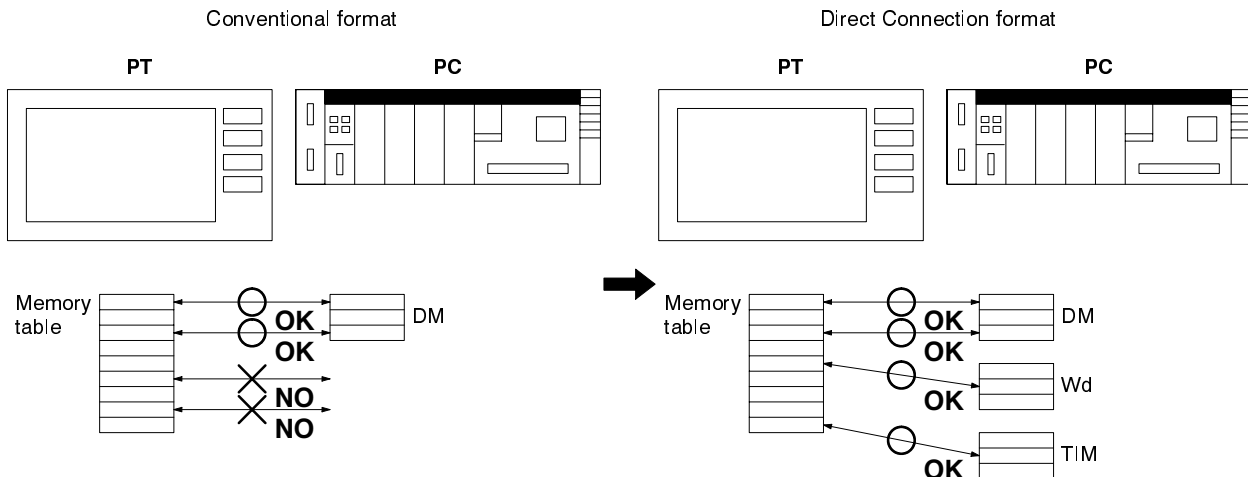 Conventional format
Direct Connection format
PT
PC
PT
PC
Memory
table
OK
OK
NO
NO
DM
Memory
table
OK
OK
OK
OK
DM
Wd
TIM